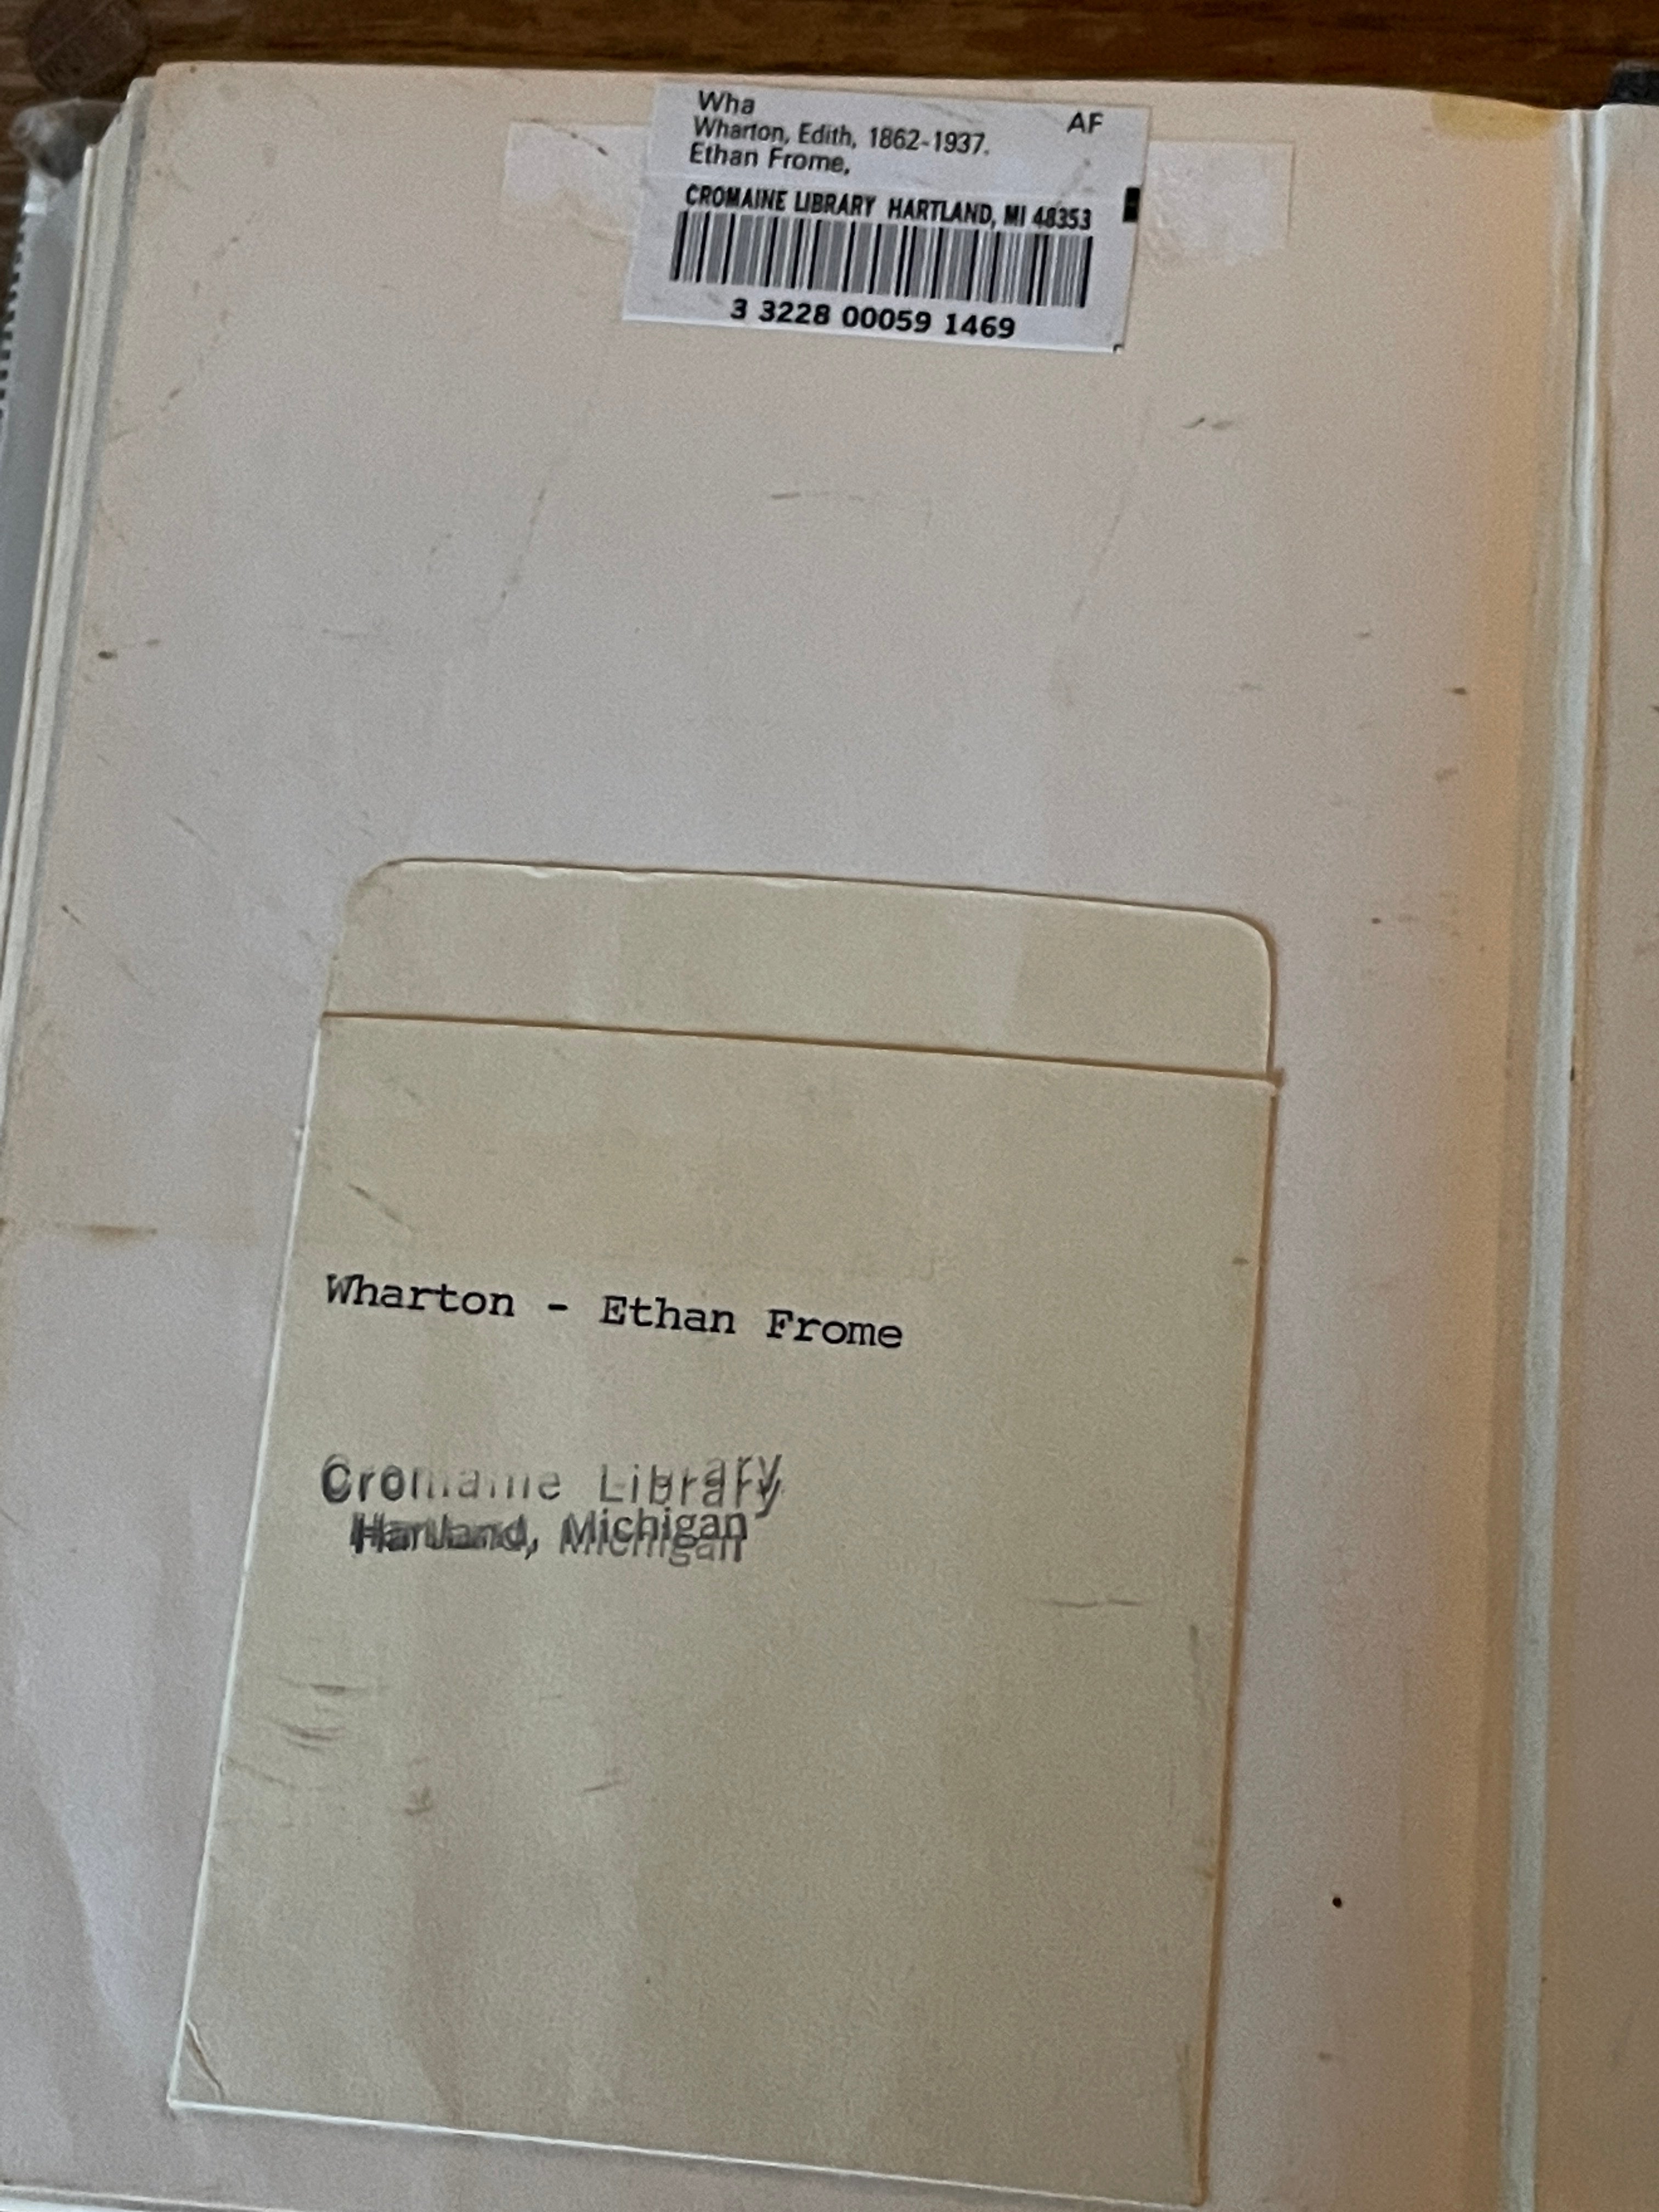 Wha AF
Wharton, Edith, 1862-1937.
Ethan Frome,
CROMAINE LIBRARY HARTLAND, MI 48353
3 3228 00059 1469
Wharton - Ethan Frome
Cromaine Library
Hartland, Michigan